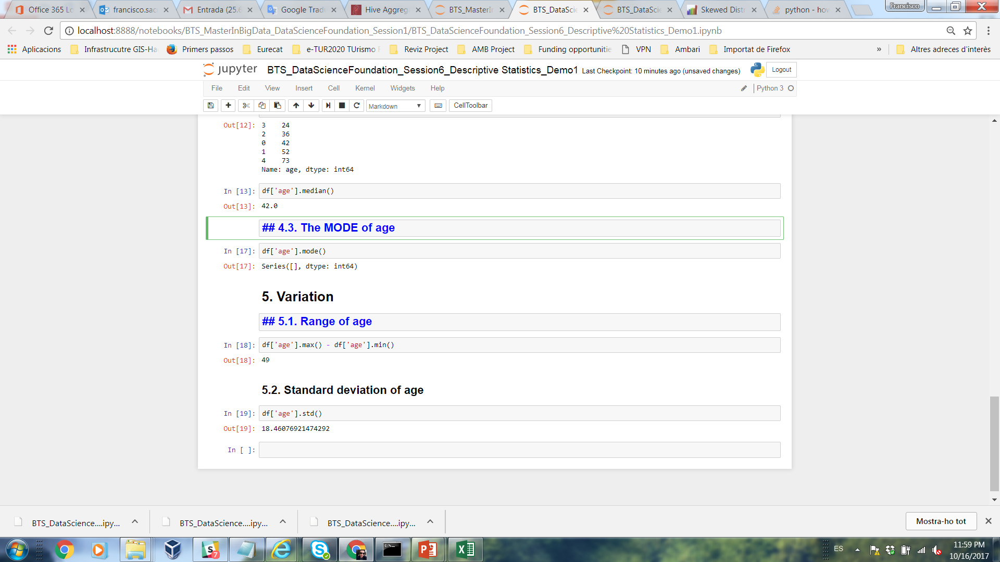 Office 365 Lo
francisco.sac
Entrada (25.6
Google Tradu
Hive Aggreg
BTS_MasterIn
BTS_DataScie
BTS_DataScie
Skewed Distr
python - how
Francisco
localhost:8888/notebooks/BTS_MasterInBigData_DataScienceFoundation_Session1/BTS_DataScienceFoundation_Session6_Descriptive%20Statistics_Demo1.ipynb
Aplicacions
Infrastrucutre GIS-Ha
Primers passos
Eurecat
e-TUR2020 TUrismo F
Reviz Project
AMB Project
Funding opportunitie
VPN
Ambari
Importat de Firefox
»
Altres adreces d'interès
jupyter
BTS_DataScienceFoundation_Session6_Descriptive Statistics_Demo1 Last Checkpoint: 10 minutes ago (unsaved changes)
Logout
File Edit View Insert Cell Kernel Widgets Help
Python 3
Markdown
CellToolbar
Out[12]: 3 24
2 36
0 42
1 52
4 73
Name: age, dtype: int64
In [13]: df['age'].median()
Out[13]: 42.0
## 4.3. The MODE of age
In [17]: df['age'].mode()
Out[17]: Series([], dtype: int64)
5. Variation
## 5.1. Range of age
In [18]: df['age'].max() - df['age'].min()
Out[18]: 49
5.2. Standard deviation of age
In [19]: df['age'].std()
Out[19]: 18.46076921474292
In [ ]:
BTS_DataScience....ipy...
BTS_DataScience....ipy...
BTS_DataScience....ipy...
Mostra-ho tot
7
ES
11:59 PM
10/16/2017